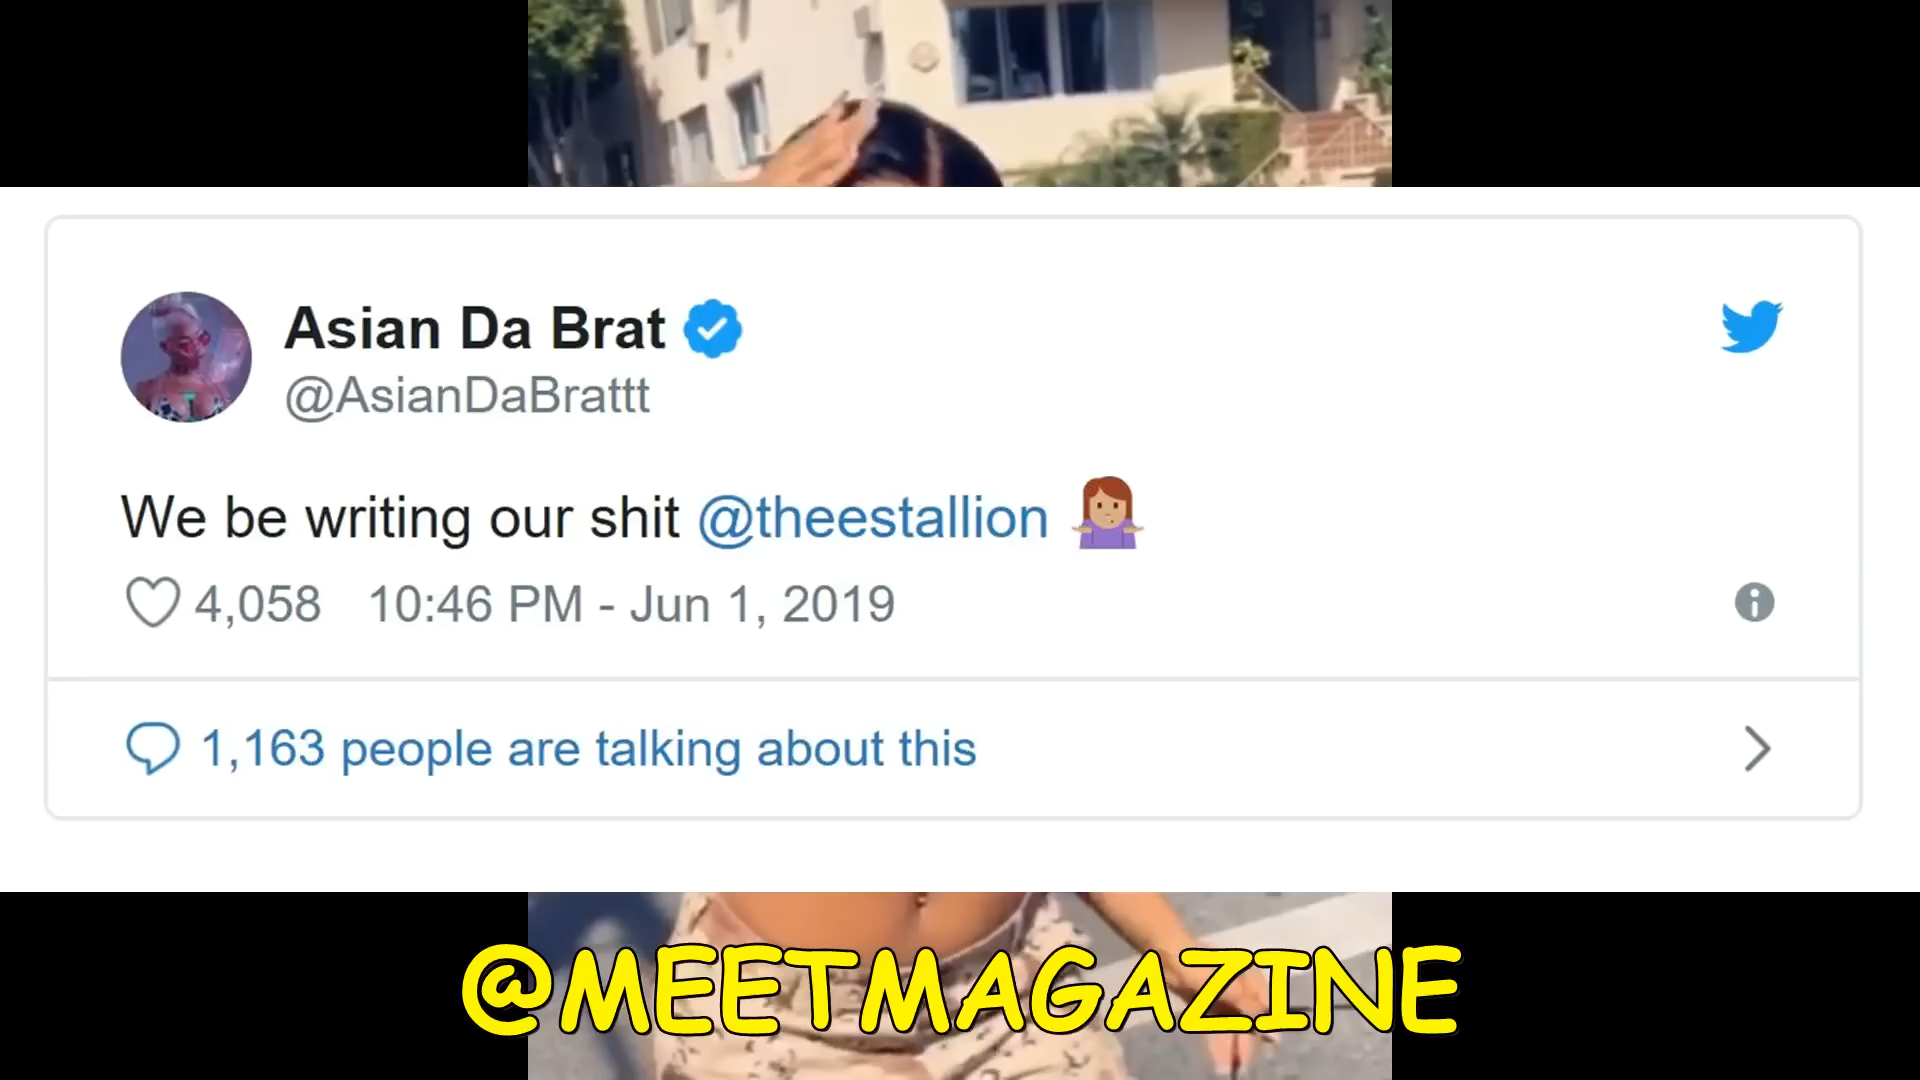 Asian Da Brat
@AsianDaBrattt
We be writing our shit @theestallion 🤷🏽‍♀️
4,058 10:46 PM - Jun 1, 2019
1,163 people are talking about this
@MEETMAGAZINE